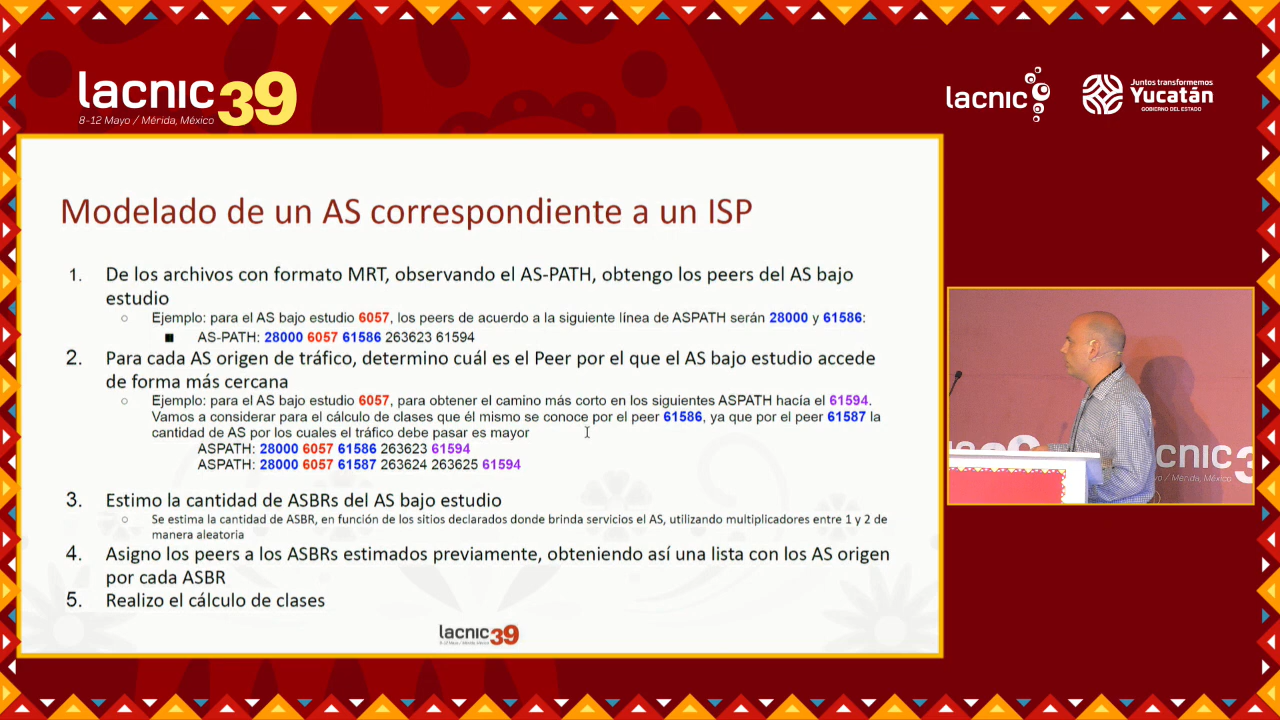 lacnic 39
8-12 Mayo / Mérida, México
lacnic
Juntos transformemos
Yucatán
GOBIERNO DEL ESTADO
Modelado de un AS correspondiente a un ISP
1. De los archivos con formato MRT, observando el AS-PATH, obtengo los peers del AS bajo
estudio
○ Ejemplo: para el AS bajo estudio 6057, los peers de acuerdo a la siguiente línea de ASPATH serán 28000 y 61586:
■ AS-PATH: 28000 6057 61586 263623 61594
2. Para cada AS origen de tráfico, determino cuál es el Peer por el que el AS bajo estudio accede
de forma más cercana
○ Ejemplo: para el AS bajo estudio 6057, para obtener el camino más corto en los siguientes ASPATH hacía el 61594.
Vamos a considerar para el cálculo de clases que él mismo se conoce por el peer 61586, ya que por el peer 61587 la
cantidad de AS por los cuales el tráfico debe pasar es mayor
ASPATH: 28000 6057 61586 263623 61594
ASPATH: 28000 6057 61587 263624 263625 61594
3. Estimo la cantidad de ASBRs del AS bajo estudio
○ Se estima la cantidad de ASBR, en función de los sitios declarados donde brinda servicios el AS, utilizando multiplicadores entre 1 y 2 de
manera aleatoria
4. Asigno los peers a los ASBRs estimados previamente, obteniendo así una lista con los AS origen
por cada ASBR
5. Realizo el cálculo de clases
lacnic 39
cnic 3
/ Mérida, México